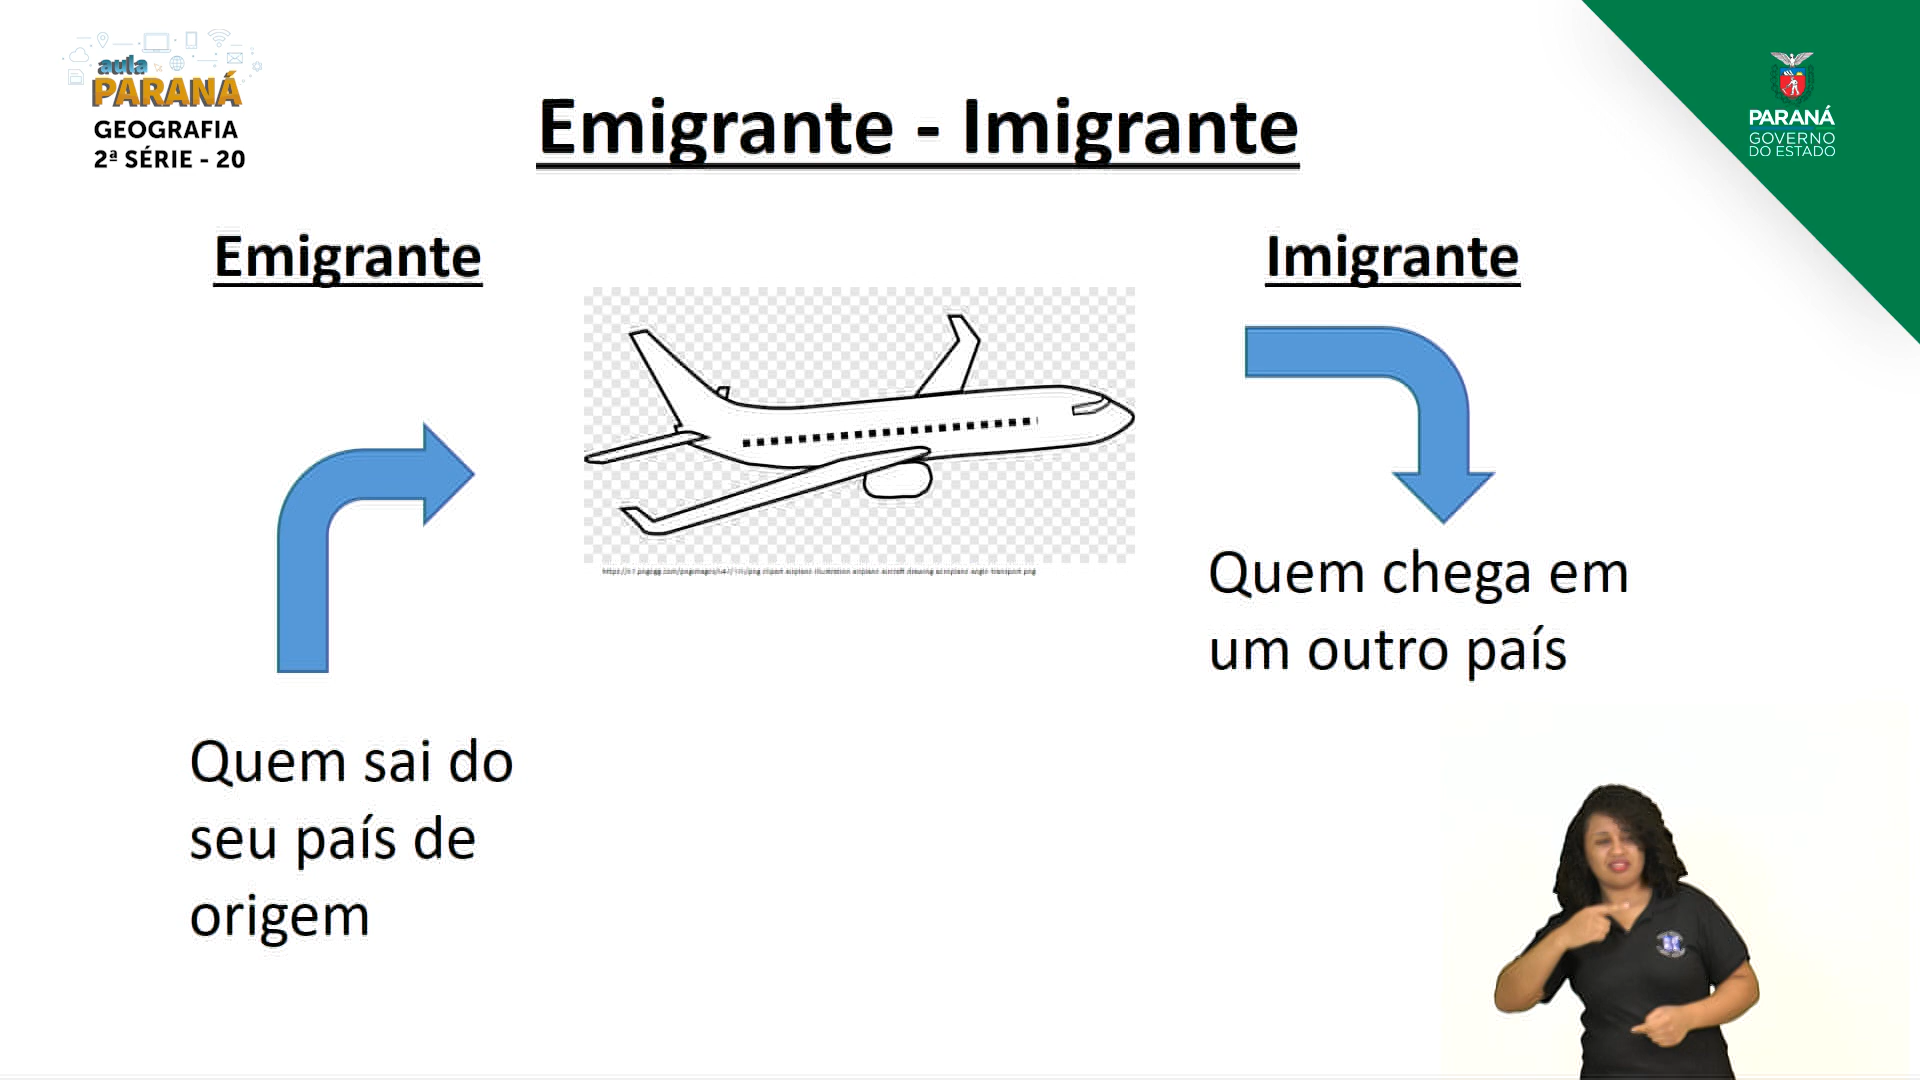 aula
PARANÁ
GEOGRAFIA
2ª SÉRIE - 20
Emigrante - Imigrante
PARANÁ
GOVERNO
DO ESTADO
Emigrante
Imigrante
Quem chega em
um outro país
Quem sai do
seu país de
origem